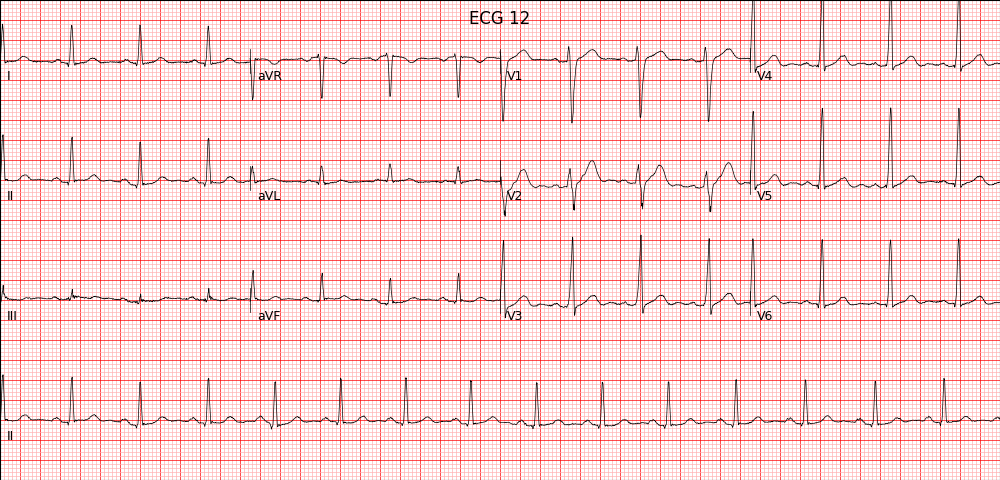 ECG 12
I aVR V1 V4
II aVL V2 V5
III aVF V3 V6
II